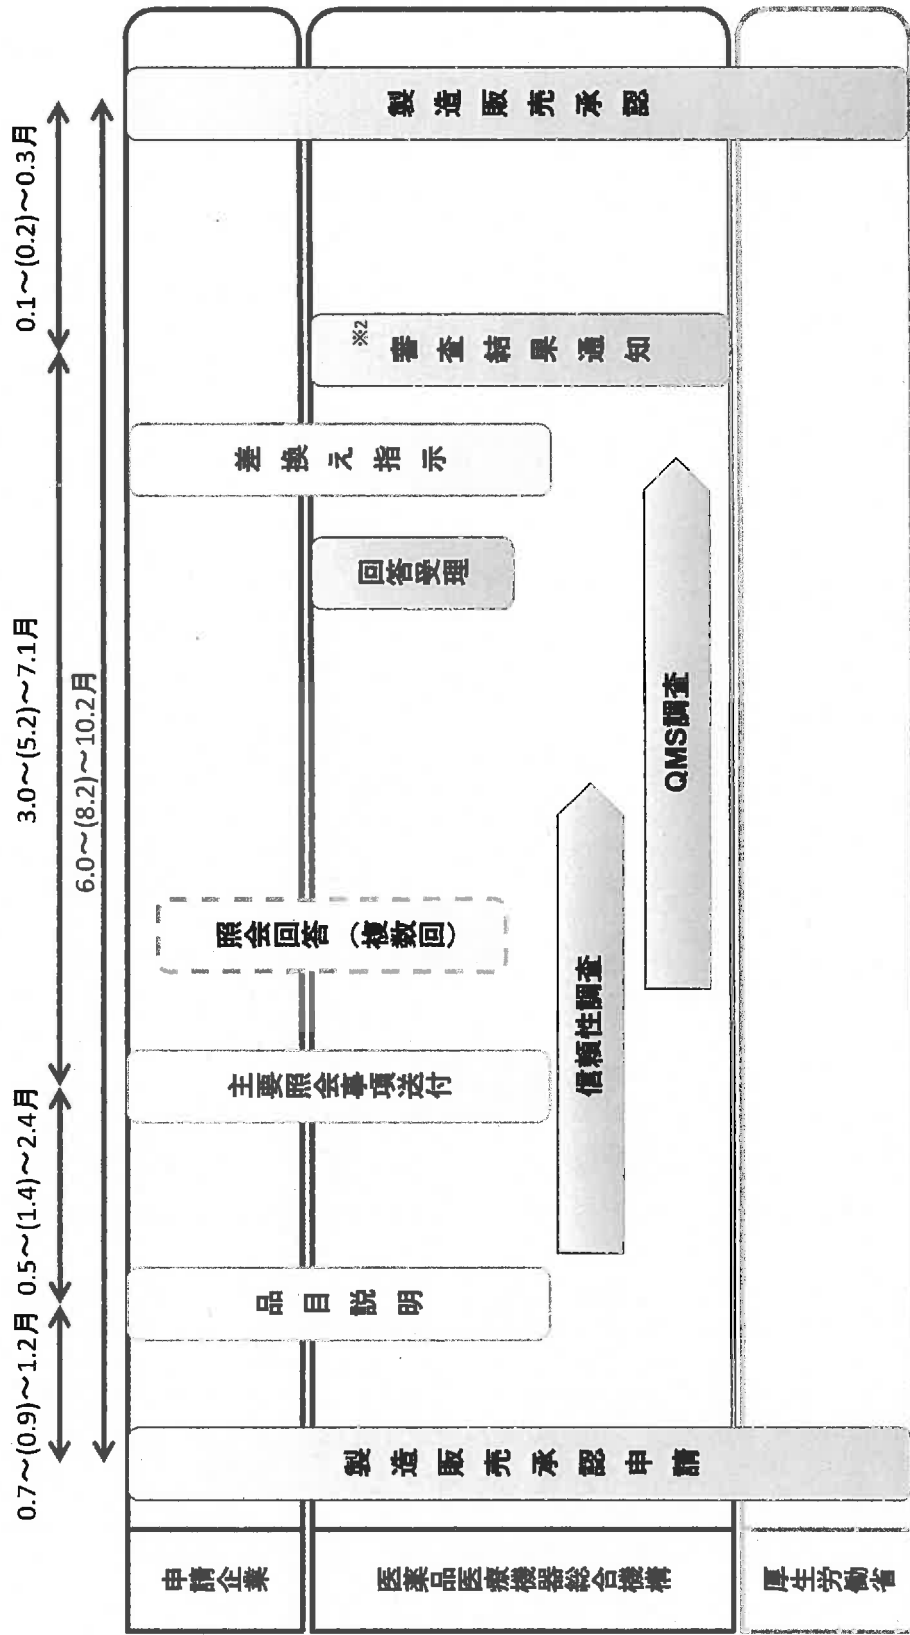 0.7～(0.9)～1.2月
0.5～(1.4)～2.4月
3.0～(5.2)～7.1月
0.1～(0.2)～0.3月
6.0～(8.2)～10.2月
申請企業
医薬品医療機器総合機構
厚生労働省
製造販売承認申請
品目説明
主要照会事項送付
照会回答（複数回）
回答受理
差換え指示
※2
審査結果通知
製造販売承認
信頼性調査
QMS調査